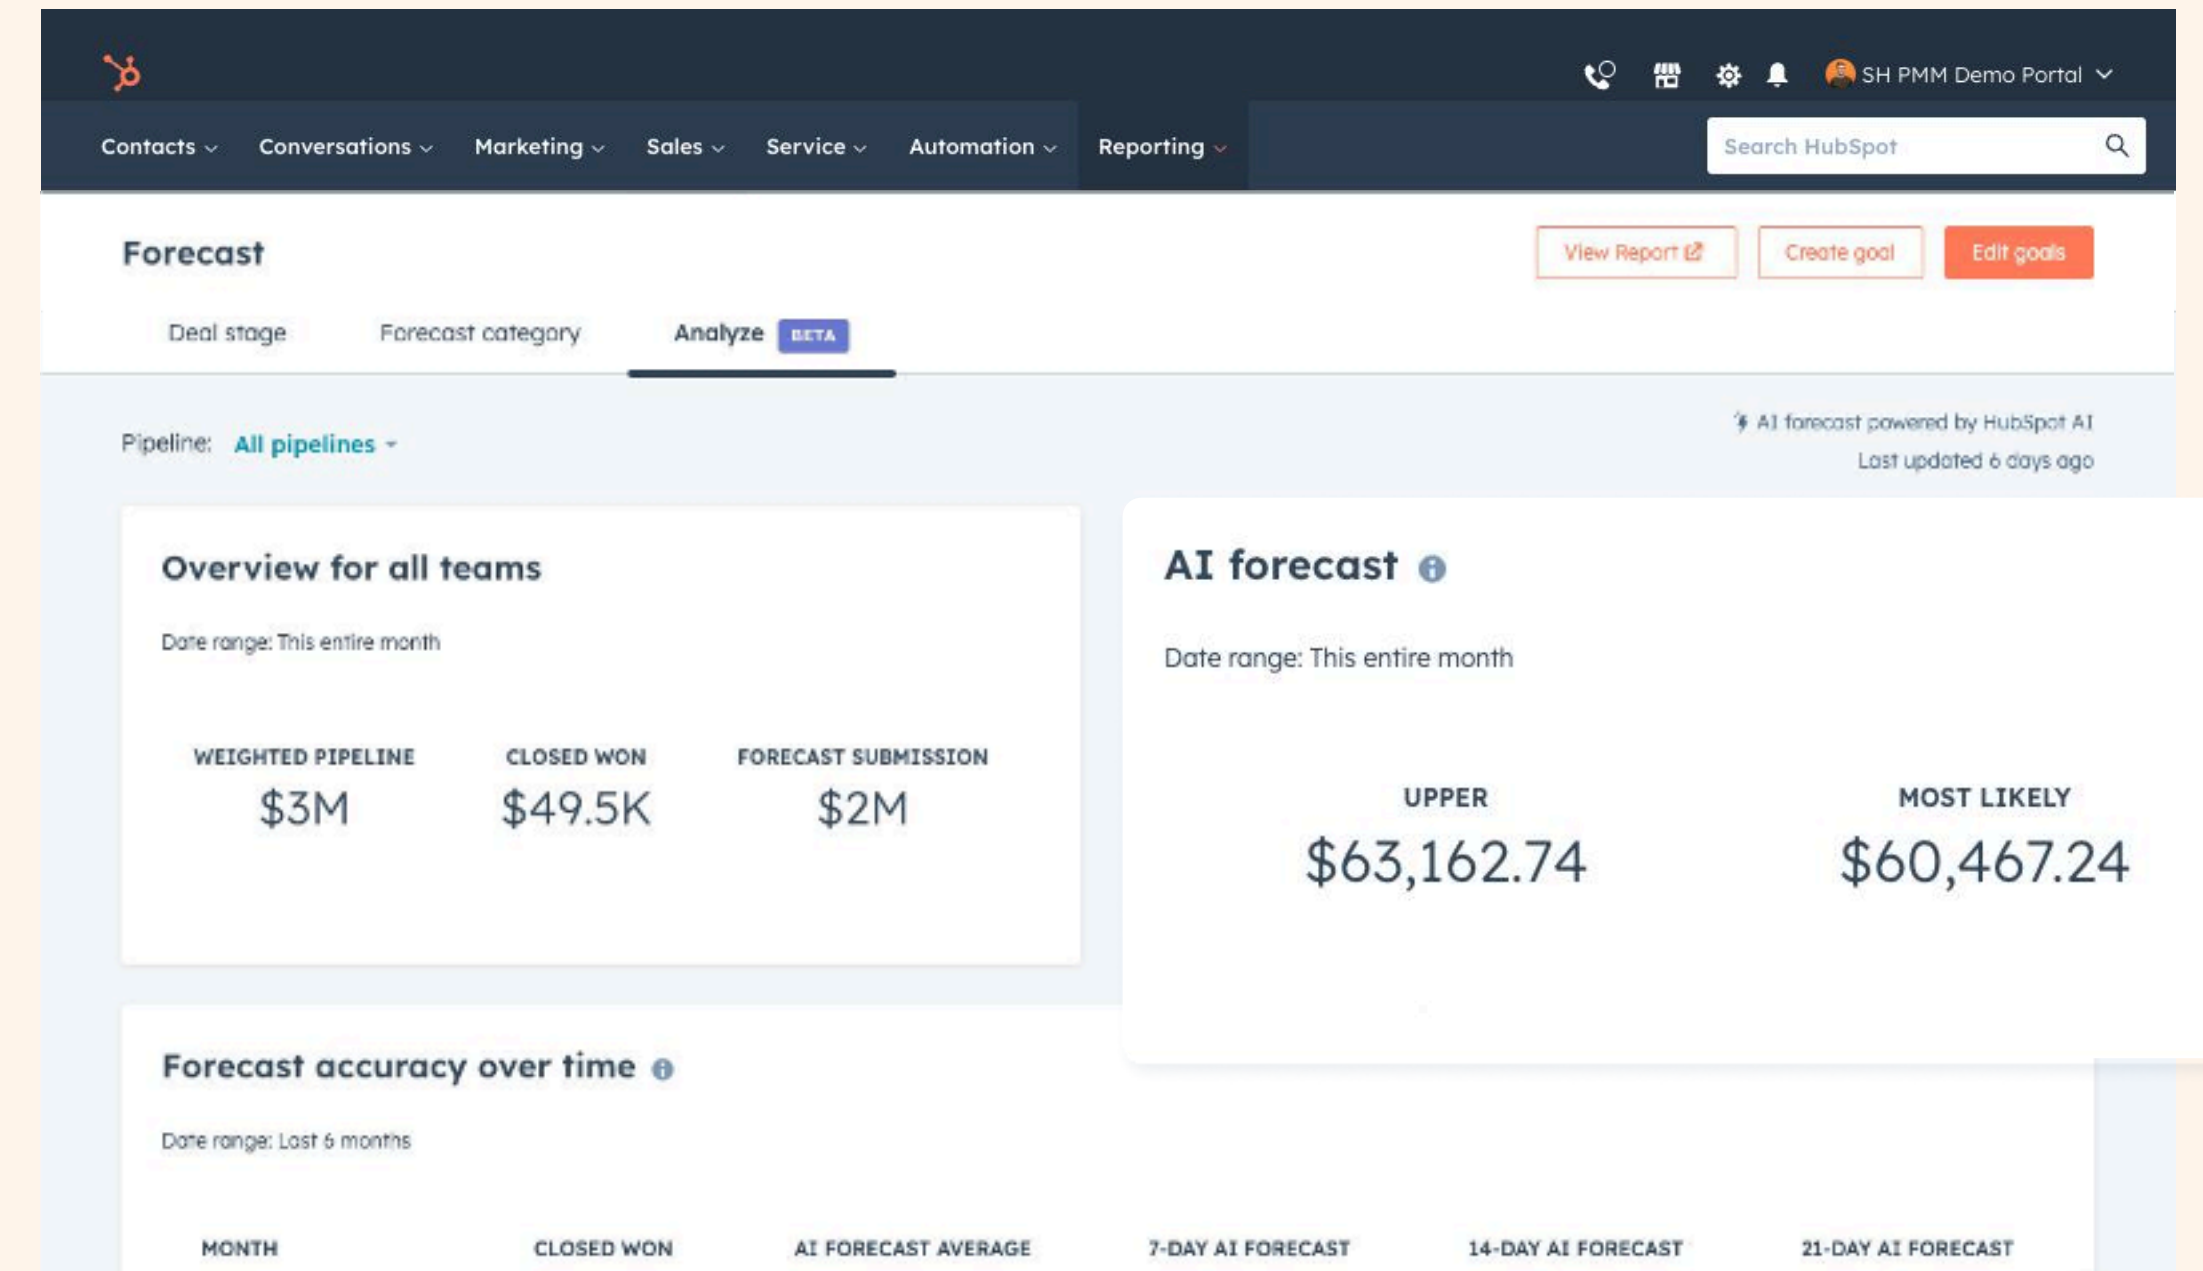 SH PMM Demo Portal
Contacts Conversations Marketing Sales Service Automation Reporting Search HubSpot
Forecast
View Report Create goal Edit goals
Deal stage Forecast category Analyze BETA
AI forecast powered by HubSpot AI
Pipeline: All pipelines
Last updated 6 days ago
Overview for all teams
Date range: This entire month
WEIGHTED PIPELINE CLOSED WON FORECAST SUBMISSION
$3M $49.5K $2M
AI forecast
Date range: This entire month
UPPER MOST LIKELY
$63,162.74 $60,467.24
Forecast accuracy over time
Date range: Last 6 months
MONTH CLOSED WON AI FORECAST AVERAGE 7-DAY AI FORECAST 14-DAY AI FORECAST 21-DAY AI FORECAST